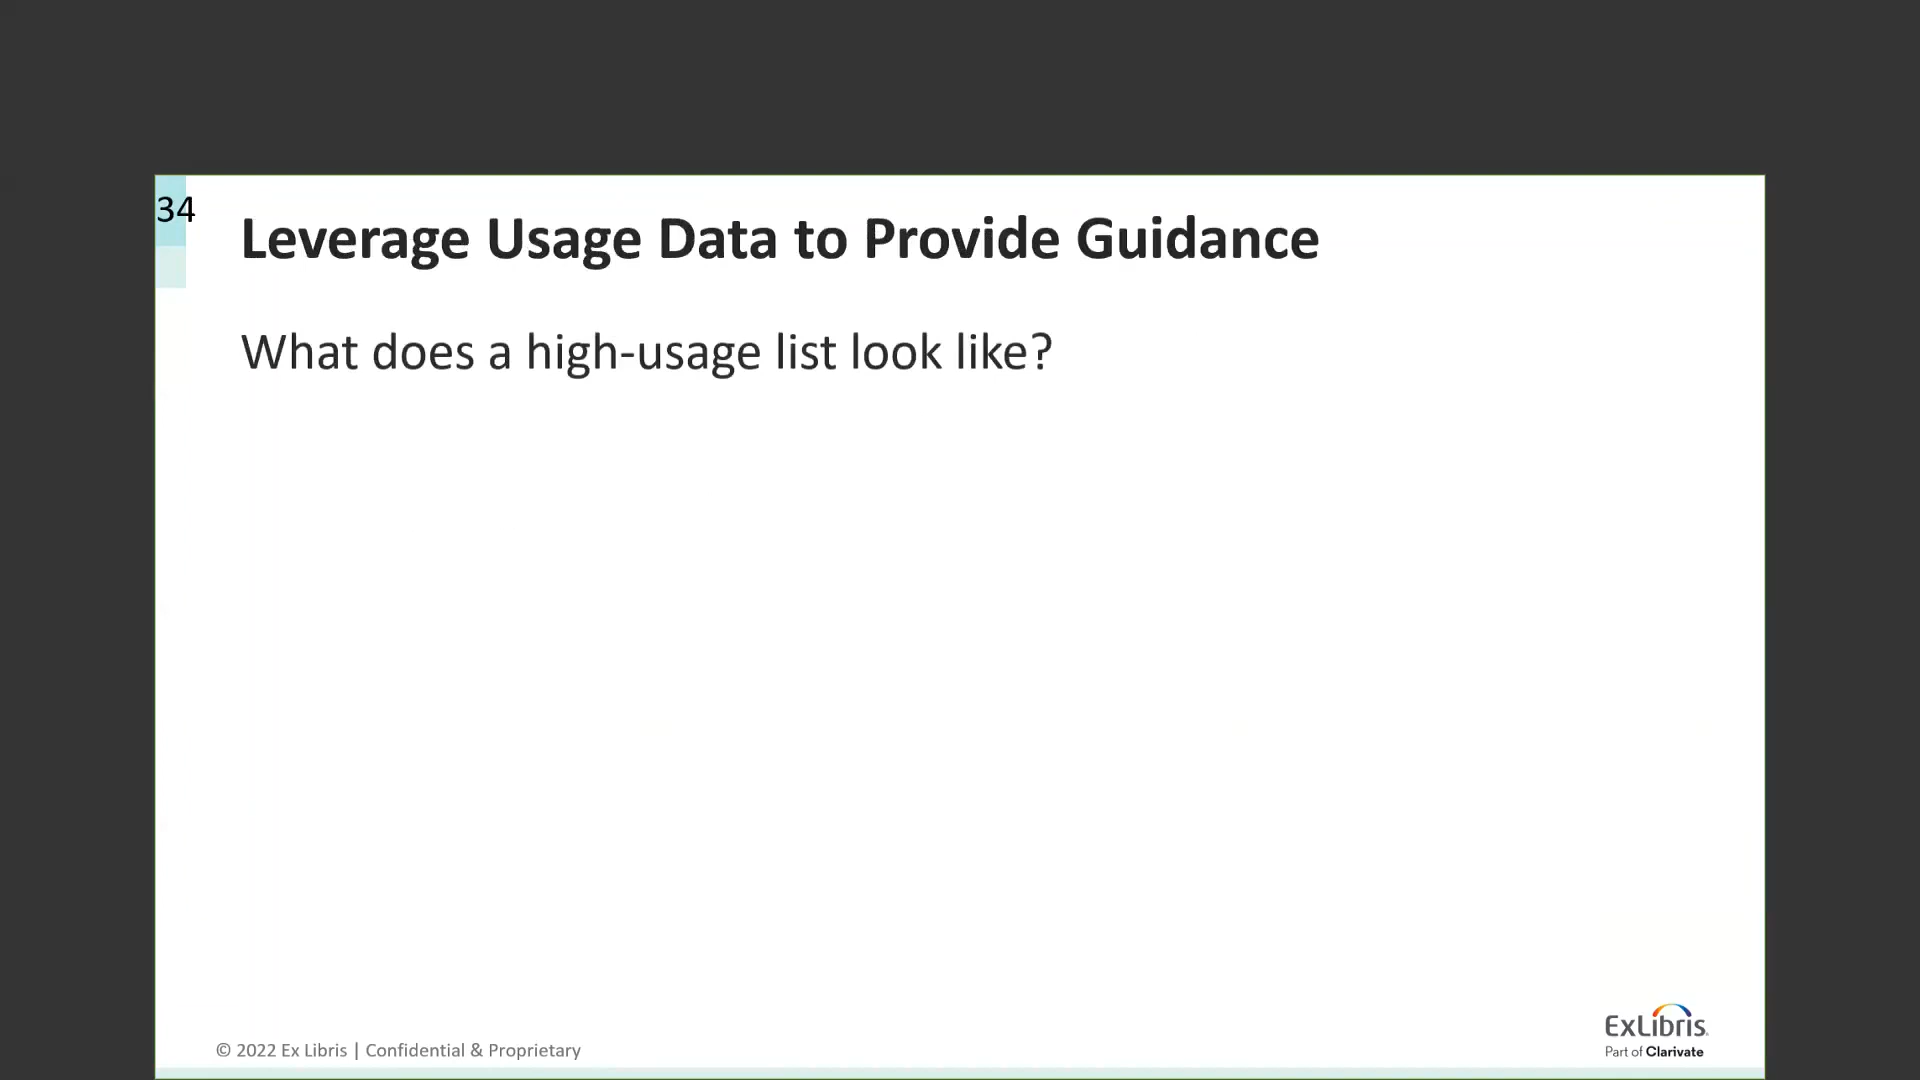 34
Leverage Usage Data to Provide Guidance
What does a high-usage list look like?
© 2022 Ex Libris | Confidential & Proprietary
ExLibris
Part of Clarivate